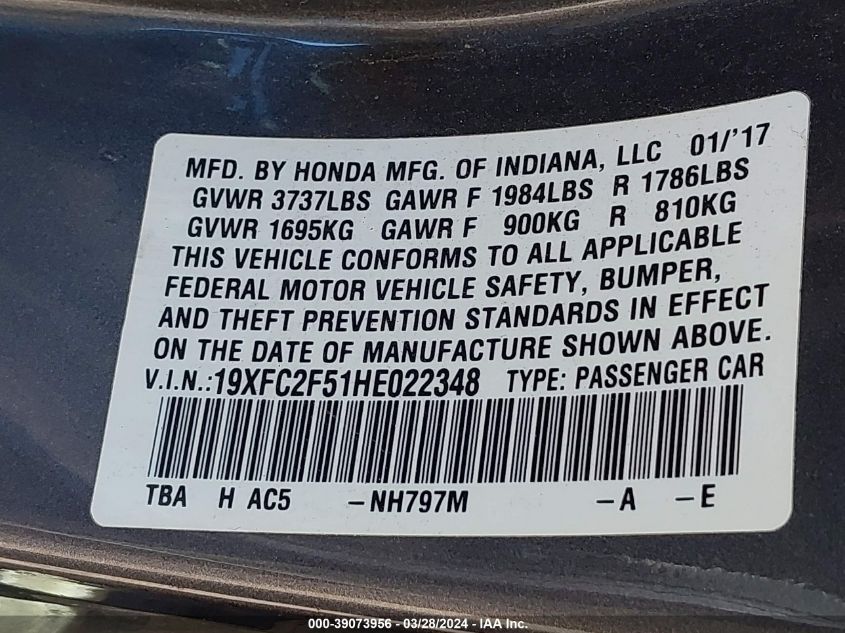 MFD. BY HONDA MFG. OF INDIANA, LLC 01/'17
GVWR 3737LBS GAWR F 1984LBS R 1786LBS
GVWR 1695KG GAWR F 900KG R 810KG
THIS VEHICLE CONFORMS TO ALL APPLICABLE
FEDERAL MOTOR VEHICLE SAFETY, BUMPER,
AND THEFT PREVENTION STANDARDS IN EFFECT
ON THE DATE OF MANUFACTURE SHOWN ABOVE.
V.I.N.:19XFC2F51HE022348 TYPE: PASSENGER CAR
TBA H AC5 –NH797M –A –E
000-39073956 – 03/28/2024 – IAA Inc.